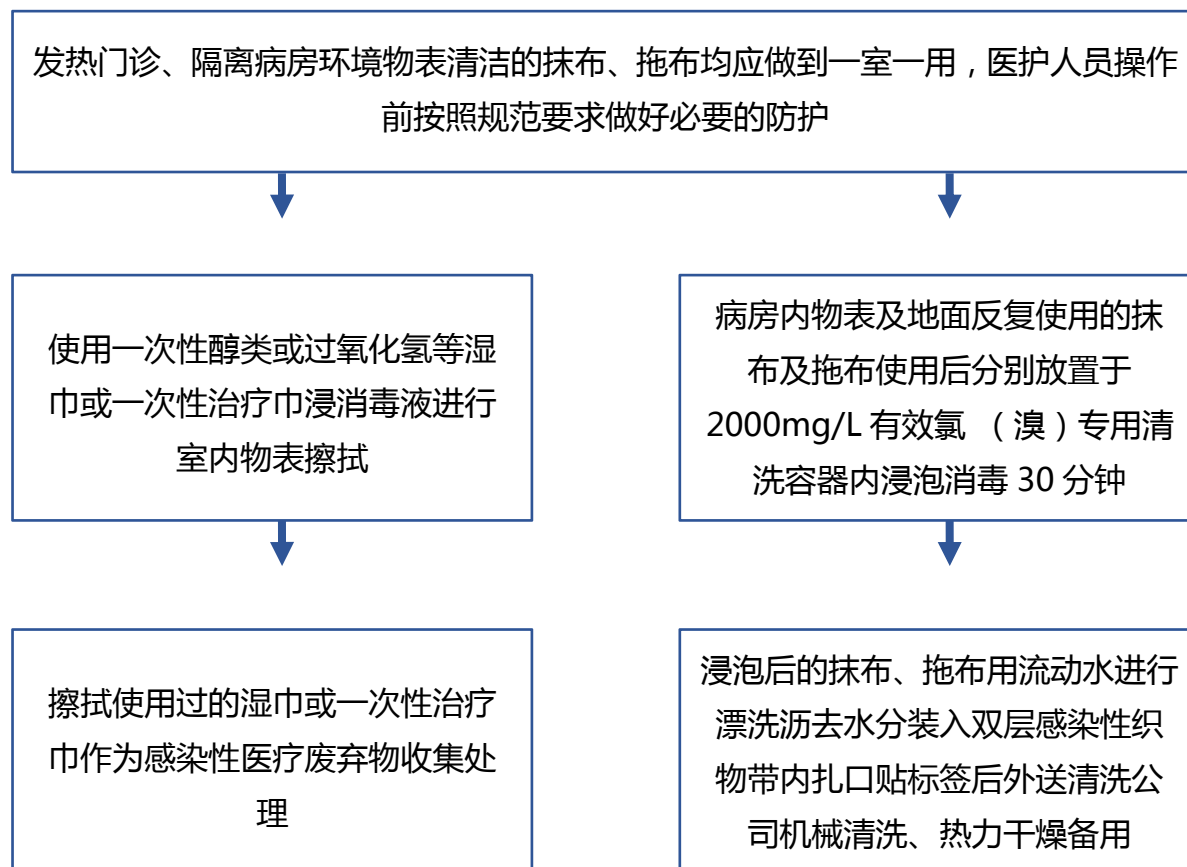 发热门诊、隔离病房环境物表清洁的抹布、拖布均应做到一室一用，医护人员操作
前按照规范要求做好必要的防护
使用一次性醇类或过氧化氢等湿
巾或一次性治疗巾浸消毒液进行
室内物表擦拭
擦拭使用过的湿巾或一次性治疗
巾作为感染性医疗废弃物收集处
理
病房内物表及地面反复使用的抹
布及拖布使用后分别放置于
2000mg/L 有效氯 （溴）专用清
洗容器内浸泡消毒 30 分钟
浸泡后的抹布、拖布用流动水进行
漂洗沥去水分装入双层感染性织
物带内扎口贴标签后外送清洗公
司机械清洗、热力干燥备用